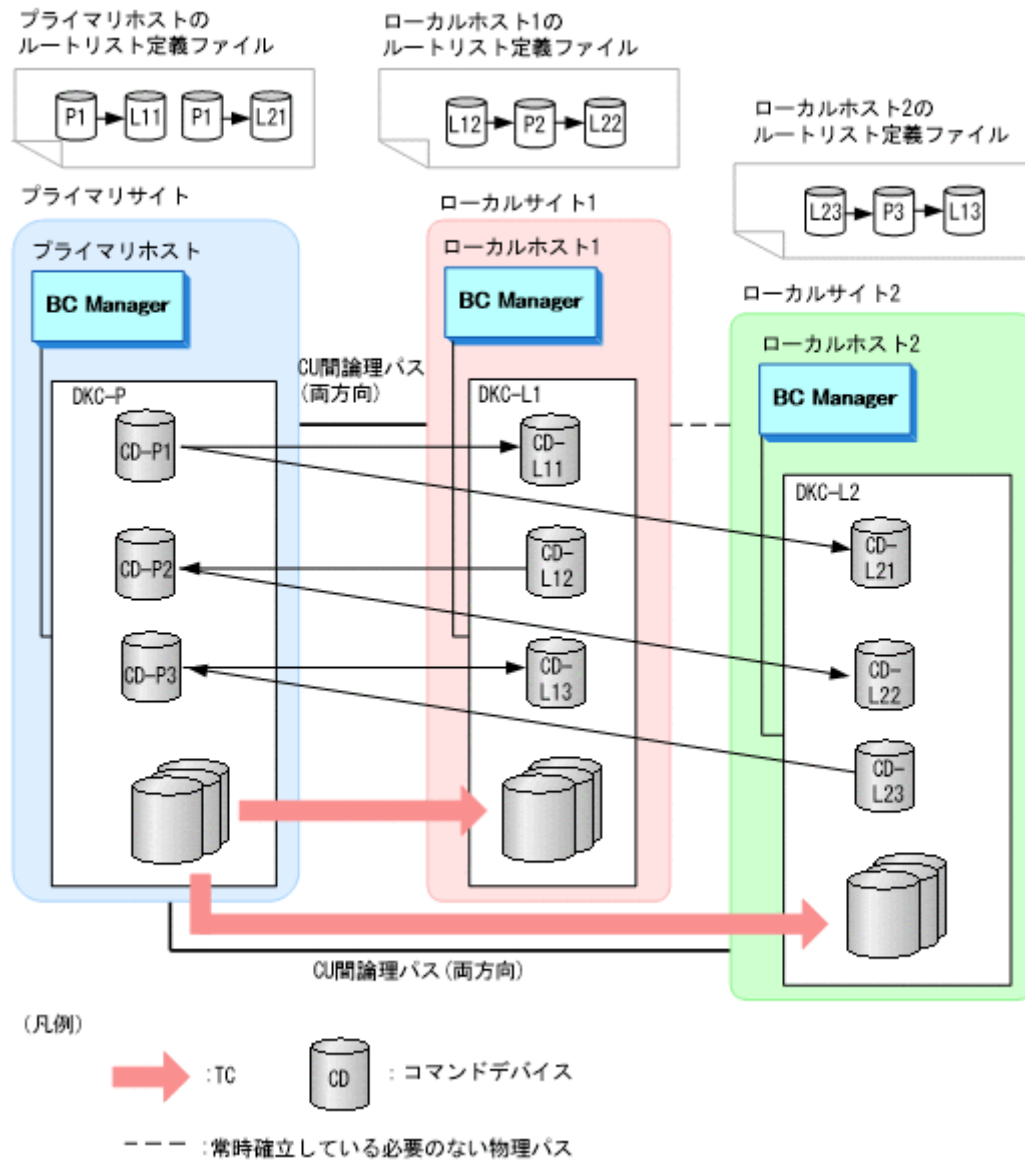 プライマリホストの
ルートリスト定義ファイル
P1 L11 P1 L21
ローカルホスト1の
ルートリスト定義ファイル
L12 P2 L22
ローカルホスト2の
ルートリスト定義ファイル
L23 P3 L13
プライマリサイト
プライマリホスト
BC Manager
ローカルサイト1
ローカルホスト1
BC Manager
ローカルサイト2
ローカルホスト2
BC Manager
CU間論理パス
(両方向)
DKC-P
CD-P1
CD-P2
CD-P3
DKC-L1
CD-
L11
CD-
L12
CD-
L13
DKC-L2
CD-
L21
CD-
L22
CD-
L23
CU間論理パス(両方向)
(凡例)
:TC
CD
:コマンドデバイス
:常時確立している必要のない物理パス